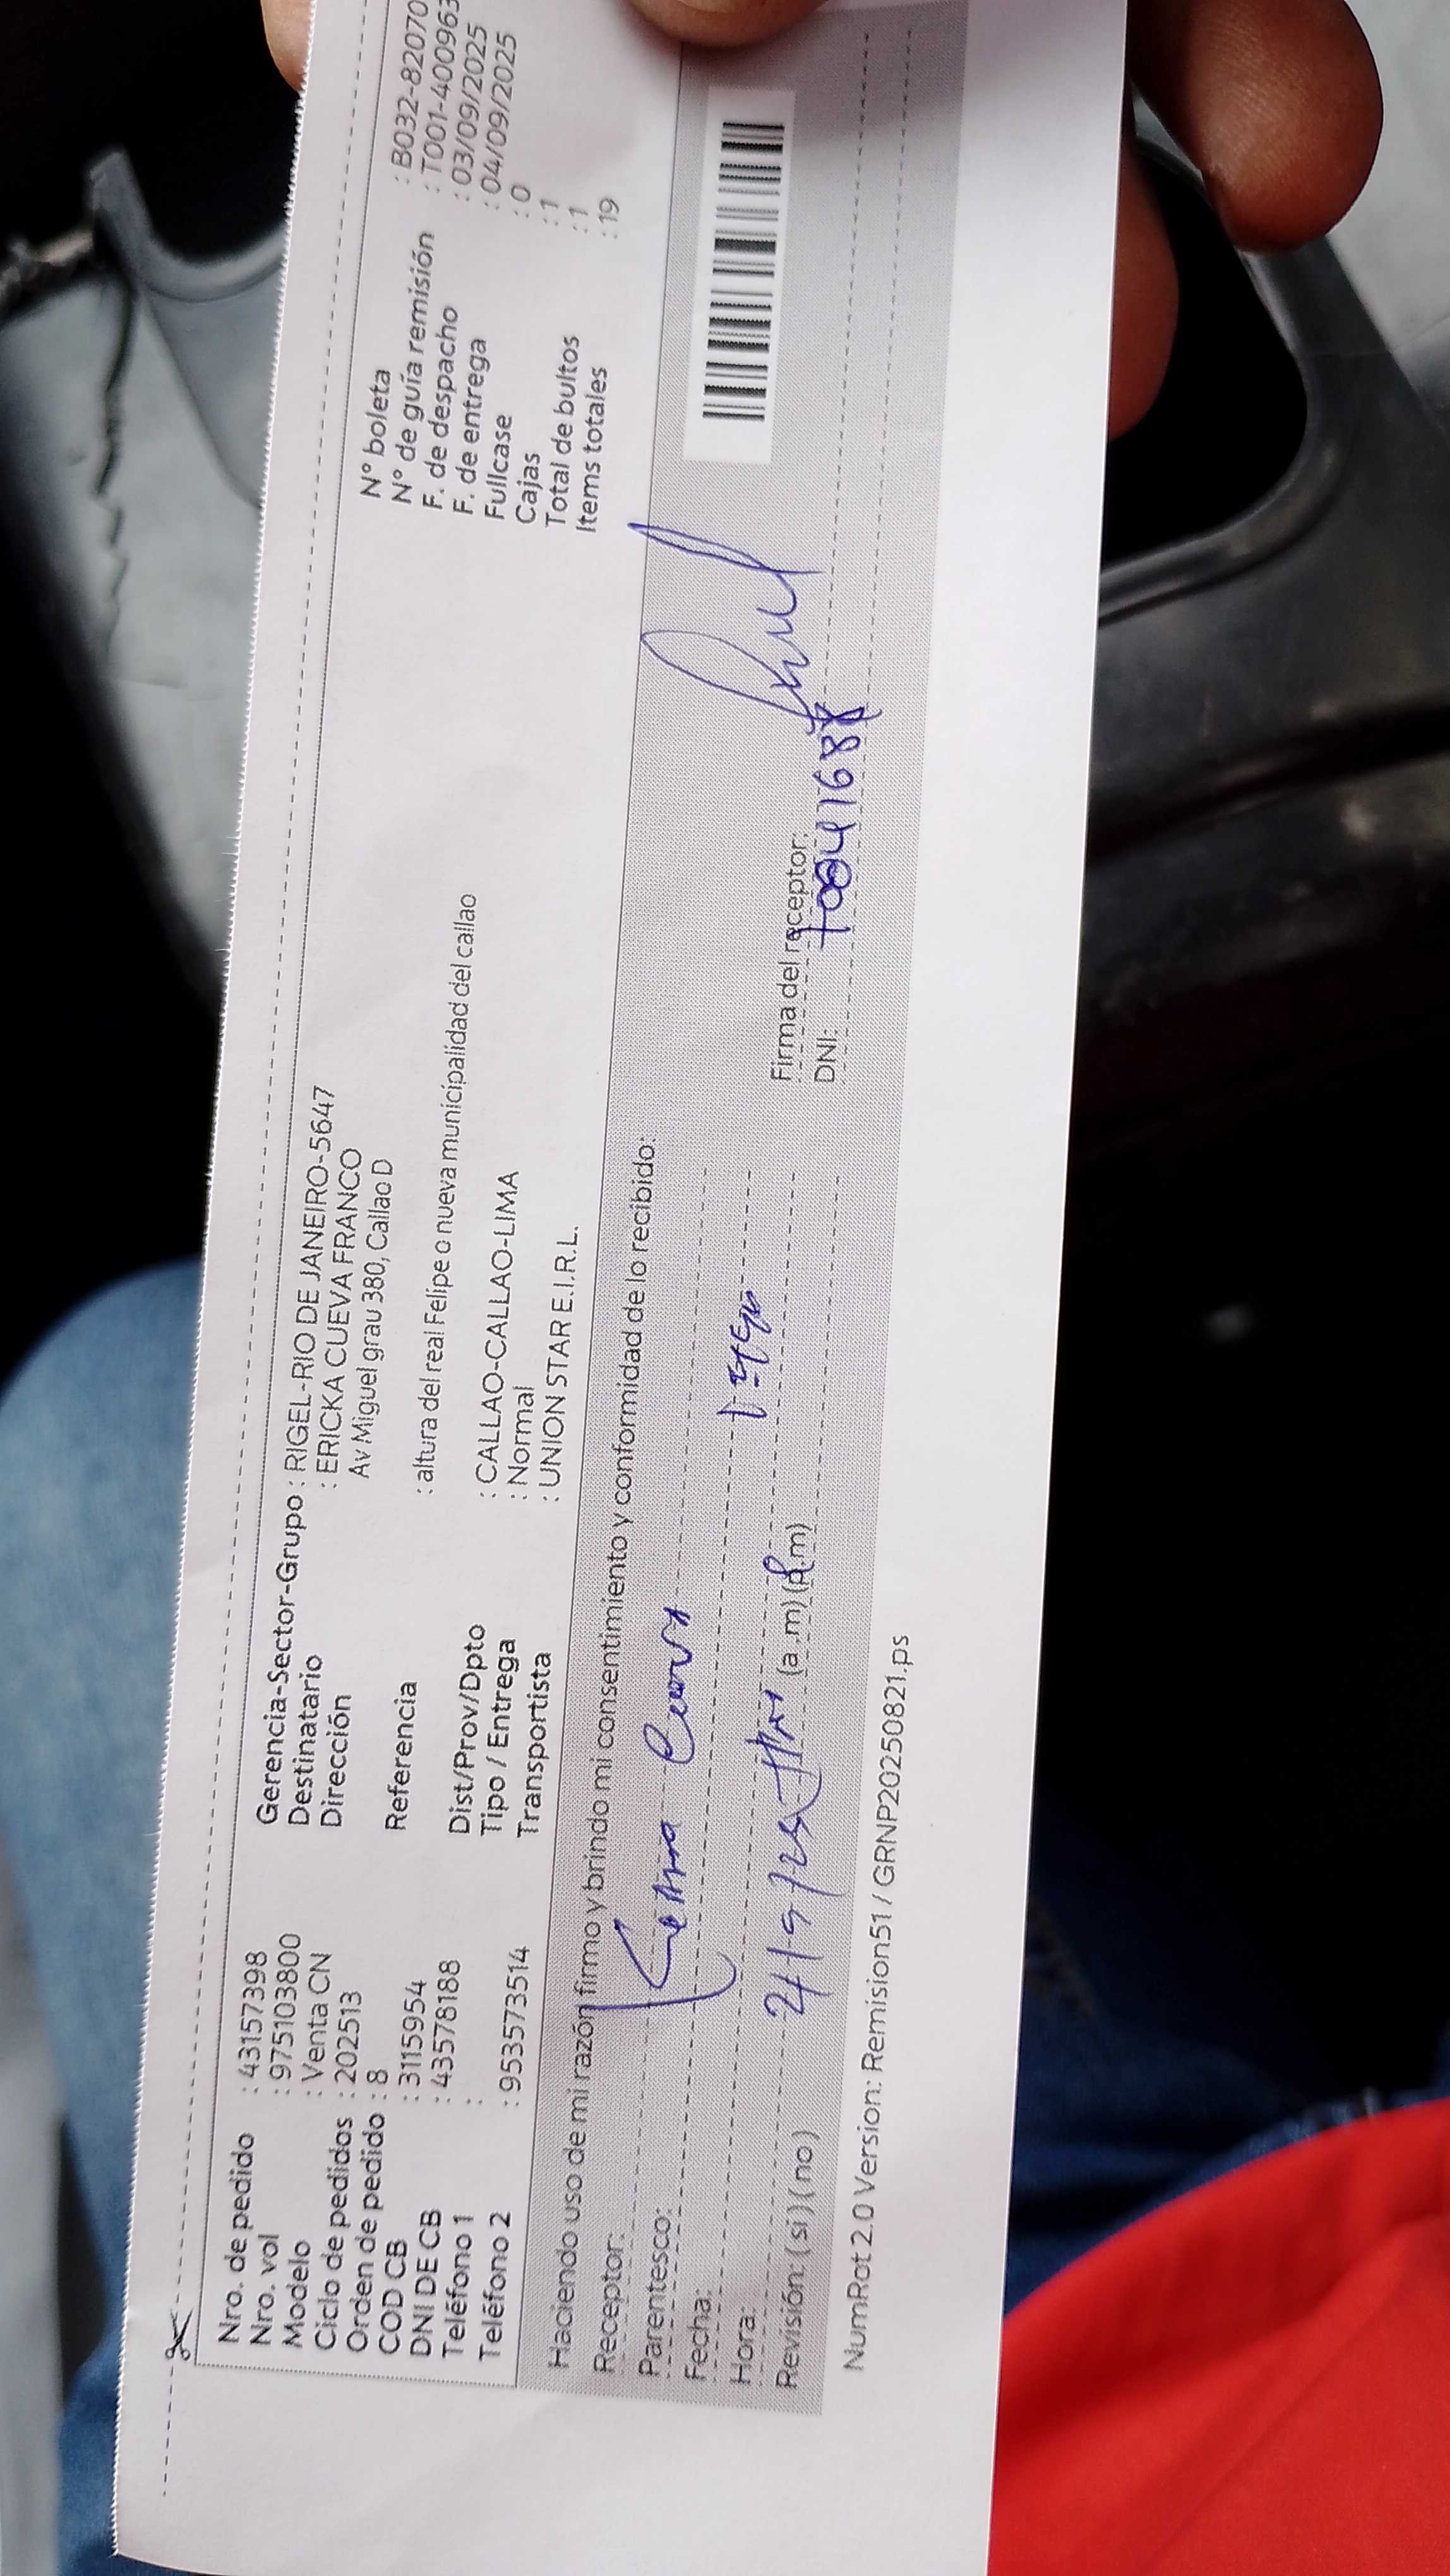 Nro. de pedido : 43157398
Nro. vol : 975103800
Modelo : Venta CN
Ciclo de pedidos : 202513
Orden de pedido : 8
COD CB : 3115954
DNI DE CB : 43578188
Teléfono 1 :
Teléfono 2 : 953573514
Gerencia-Sector-Grupo : RIGEL-RIO DE JANEIRO-5647
Destinatario : ERICKA CUEVA FRANCO
Dirección Av Miguel grau 380, Callao D
Referencia : altura del real Felipe o nueva municipalidad del callao
Dist/Prov/Dpto : CALLAO-CALLAO-LIMA
Tipo / Entrega : Normal
Transportista : UNION STAR E.I.R.L.
N° boleta : B032-82070
N° de guía remisión : T001-400963
F. de despacho : 03/09/2025
F. de entrega : 04/09/2025
Fullcase : 0
Cajas : 1
Total de bultos : 1
Items totales : 19
Haciendo uso de mi razón firmo y brindo mi consentimiento y conformidad de lo recibido:
Receptor:
Parentesco:
Fecha:
Hora: (a.m) (p.m)
Revisión: (si) (no)
Firma del receptor:
DNI:
NumRot 2.0 Version: Remision51 / GRNP20250821.ps